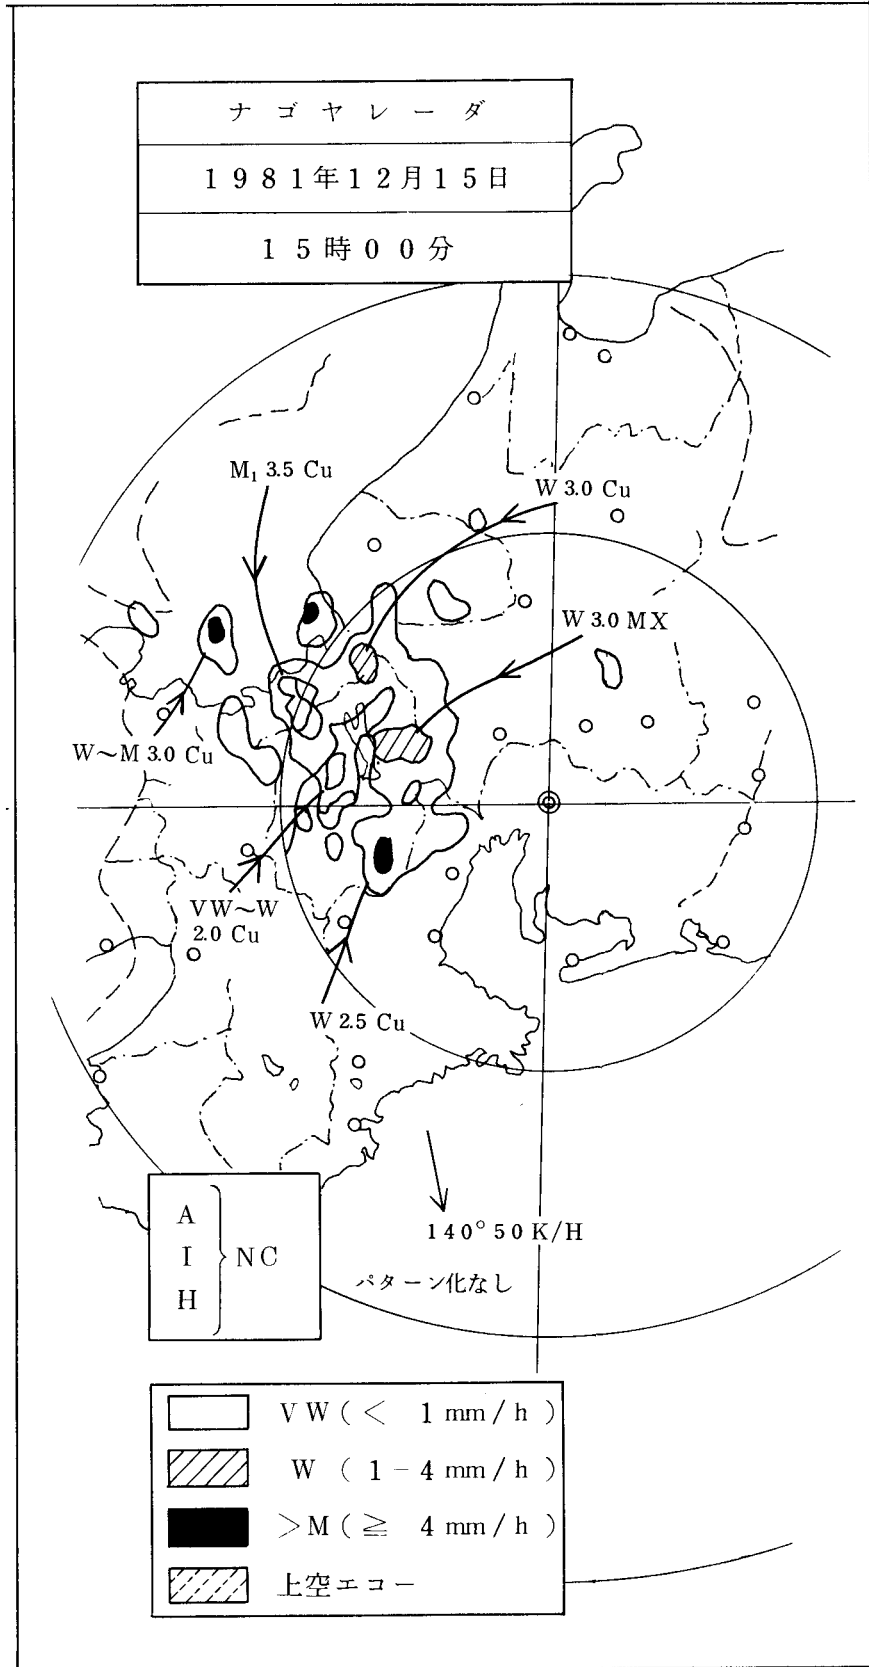 ナゴヤレーダ
1981年12月15日
15時00分
M₁ 3.5 Cu
W 3.0 Cu
W 3.0 MX
W~M 3.0 Cu
VW~W
2.0 Cu
W 2.5 Cu
140° 50 K/H
パターン化なし
A
I } NC
H
VW ( < 1 mm/h )
W ( 1-4 mm/h )
>M ( ≧ 4 mm/h )
上空エコー